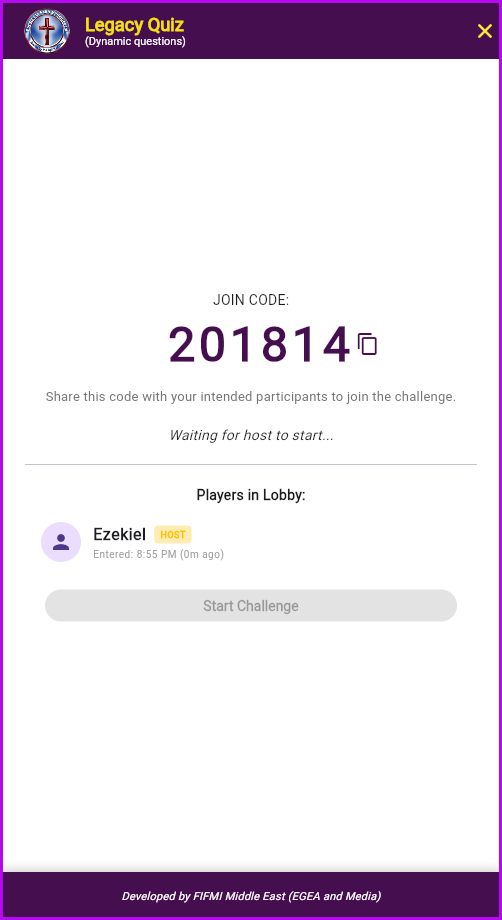 Legacy Quiz
(Dynamic questions)
JOIN CODE:
201814
Share this code with your intended participants to join the challenge.
Waiting for host to start...
Players in Lobby:
Ezekiel HOST
Entered: 8:55 PM (0m ago)
Start Challenge
Developed by FIFMI Middle East (EGEA and Media)